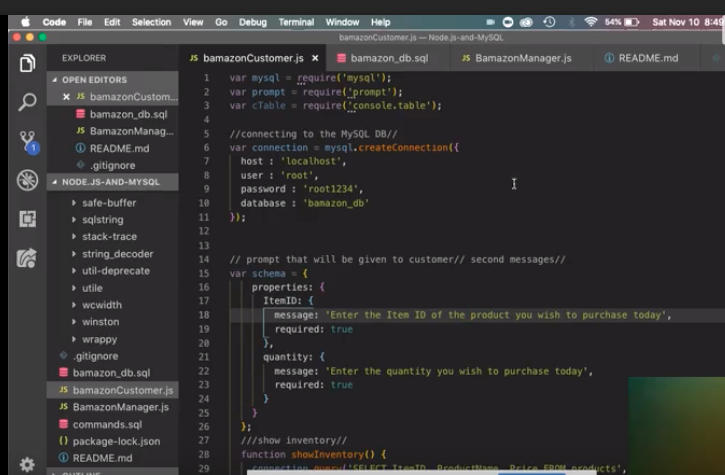 Code File Edit Selection View Go Debug Terminal Window Help 54% Sat Nov 10 8:49
bamazonCustomer.js — Node.js-and-MySQL
EXPLORER
OPEN EDITORS
JS bamazonCustom...
bamazon_db.sql
JS BamazonManag...
README.md
.gitignore
1
NODE.JS-AND-MYSQL
safe-buffer
sqlstring
stack-trace
string_decoder
util-deprecate
utile
wcwidth
winston
wrappy
.gitignore
bamazon_db.sql
JS bamazonCustomer.js
JS BamazonManager.js
commands.sql
{} package-lock.json
README.md
OUTLINE
JS bamazonCustomer.js × bamazon_db.sql JS BamazonManager.js README.md
1 var mysql = require('mysql');
2 var prompt = require('prompt');
3 var cTable = require('console.table');
4
5 //connecting to the MySQL DB//
6 var connection = mysql.createConnection({
7 host : 'localhost',
8 user : 'root',
9 password : 'root1234',
10 database : 'bamazon_db'
11 });
12
13
14 // prompt that will be given to customer// second messages//
15 var schema = {
16 properties: {
17 ItemID: {
18 message: 'Enter the Item ID of the product you wish to purchase today',
19 required: true
20 },
21 quantity: {
22 message: 'Enter the quantity you wish to purchase today',
23 required: true
24 }
25 }
26 };
27 ///show inventory//
28 function showInventory() {
29 connection.query('SELECT ItemID, ProductName, Price FROM products',